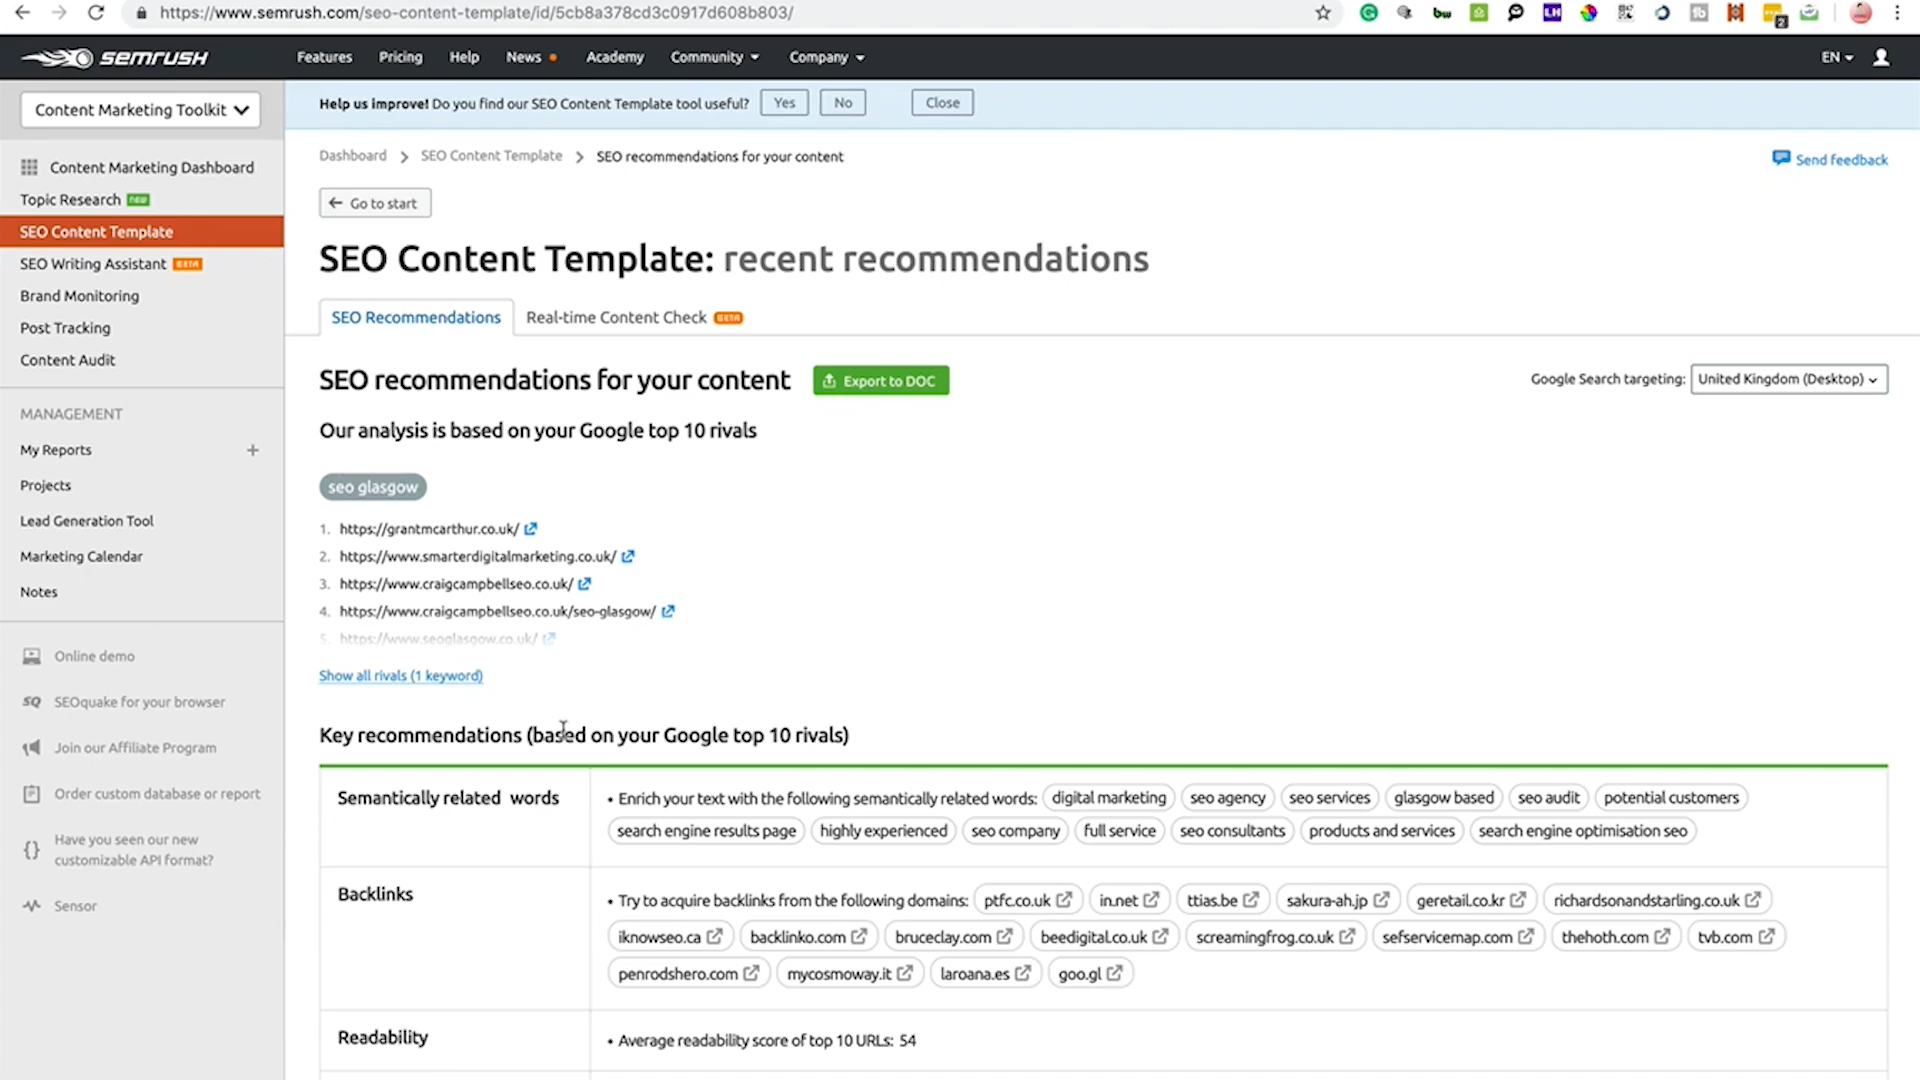 https://www.semrush.com/seo-content-template/id/5cb8a378cd3c0917d608b803/
semrush Features Pricing Help News Academy Community Company EN
Content Marketing Toolkit
Help us improve! Do you find our SEO Content Template tool useful? Yes No Close
Content Marketing Dashboard
Topic Research new
SEO Content Template
SEO Writing Assistant BETA
Brand Monitoring
Post Tracking
Content Audit
MANAGEMENT
My Reports +
Projects
Lead Generation Tool
Marketing Calendar
Notes
Online demo
SQ SEOquake for your browser
Join our Affiliate Program
Order custom database or report
Have you seen our new
customizable API format?
Sensor
Dashboard > SEO Content Template > SEO recommendations for your content
Send feedback
← Go to start
SEO Content Template: recent recommendations
SEO Recommendations Real-time Content Check BETA
SEO recommendations for your content Export to DOC Google Search targeting: United Kingdom (Desktop)
Our analysis is based on your Google top 10 rivals
seo glasgow
1. https://grantmcarthur.co.uk/
2. https://www.smarterdigitalmarketing.co.uk/
3. https://www.craigcampbellseo.co.uk/
4. https://www.craigcampbellseo.co.uk/seo-glasgow/
5. https://www.seoglasgow.co.uk/
Show all rivals (1 keyword)
Key recommendations (based on your Google top 10 rivals)
Semantically related words • Enrich your text with the following semantically related words: digital marketing seo agency seo services glasgow based seo audit potential customers
search engine results page highly experienced seo company full service seo consultants products and services search engine optimisation seo
Backlinks • Try to acquire backlinks from the following domains: ptfc.co.uk in.net ttias.be sakura-ah.jp geretail.co.kr richardsonandstarling.co.uk
iknowseo.ca backlinko.com bruceclay.com beedigital.co.uk screamingfrog.co.uk sefservicemap.com thehoth.com tvb.com
penrodshero.com mycosmoway.it laroana.es goo.gl
Readability • Average readability score of top 10 URLs: 54